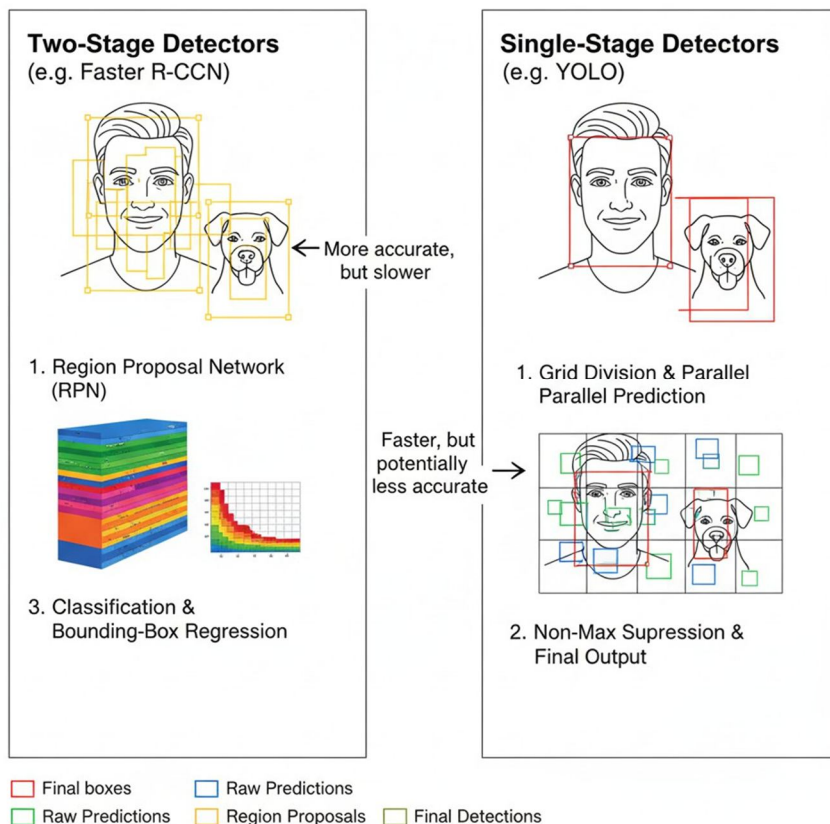 Two-Stage Detectors
(e.g. Faster R-CCN)
More accurate,
but slower
1. Region Proposal Network
(RPN)
3. Classification &
Bounding-Box Regression
Single-Stage Detectors
(e.g. YOLO)
1. Grid Division & Parallel
Parallel Prediction
Faster, but
potentially
less accurate
2. Non-Max Supression &
Final Output
Final boxes
Raw Predictions
Raw Predictions
Region Proposals
Final Detections